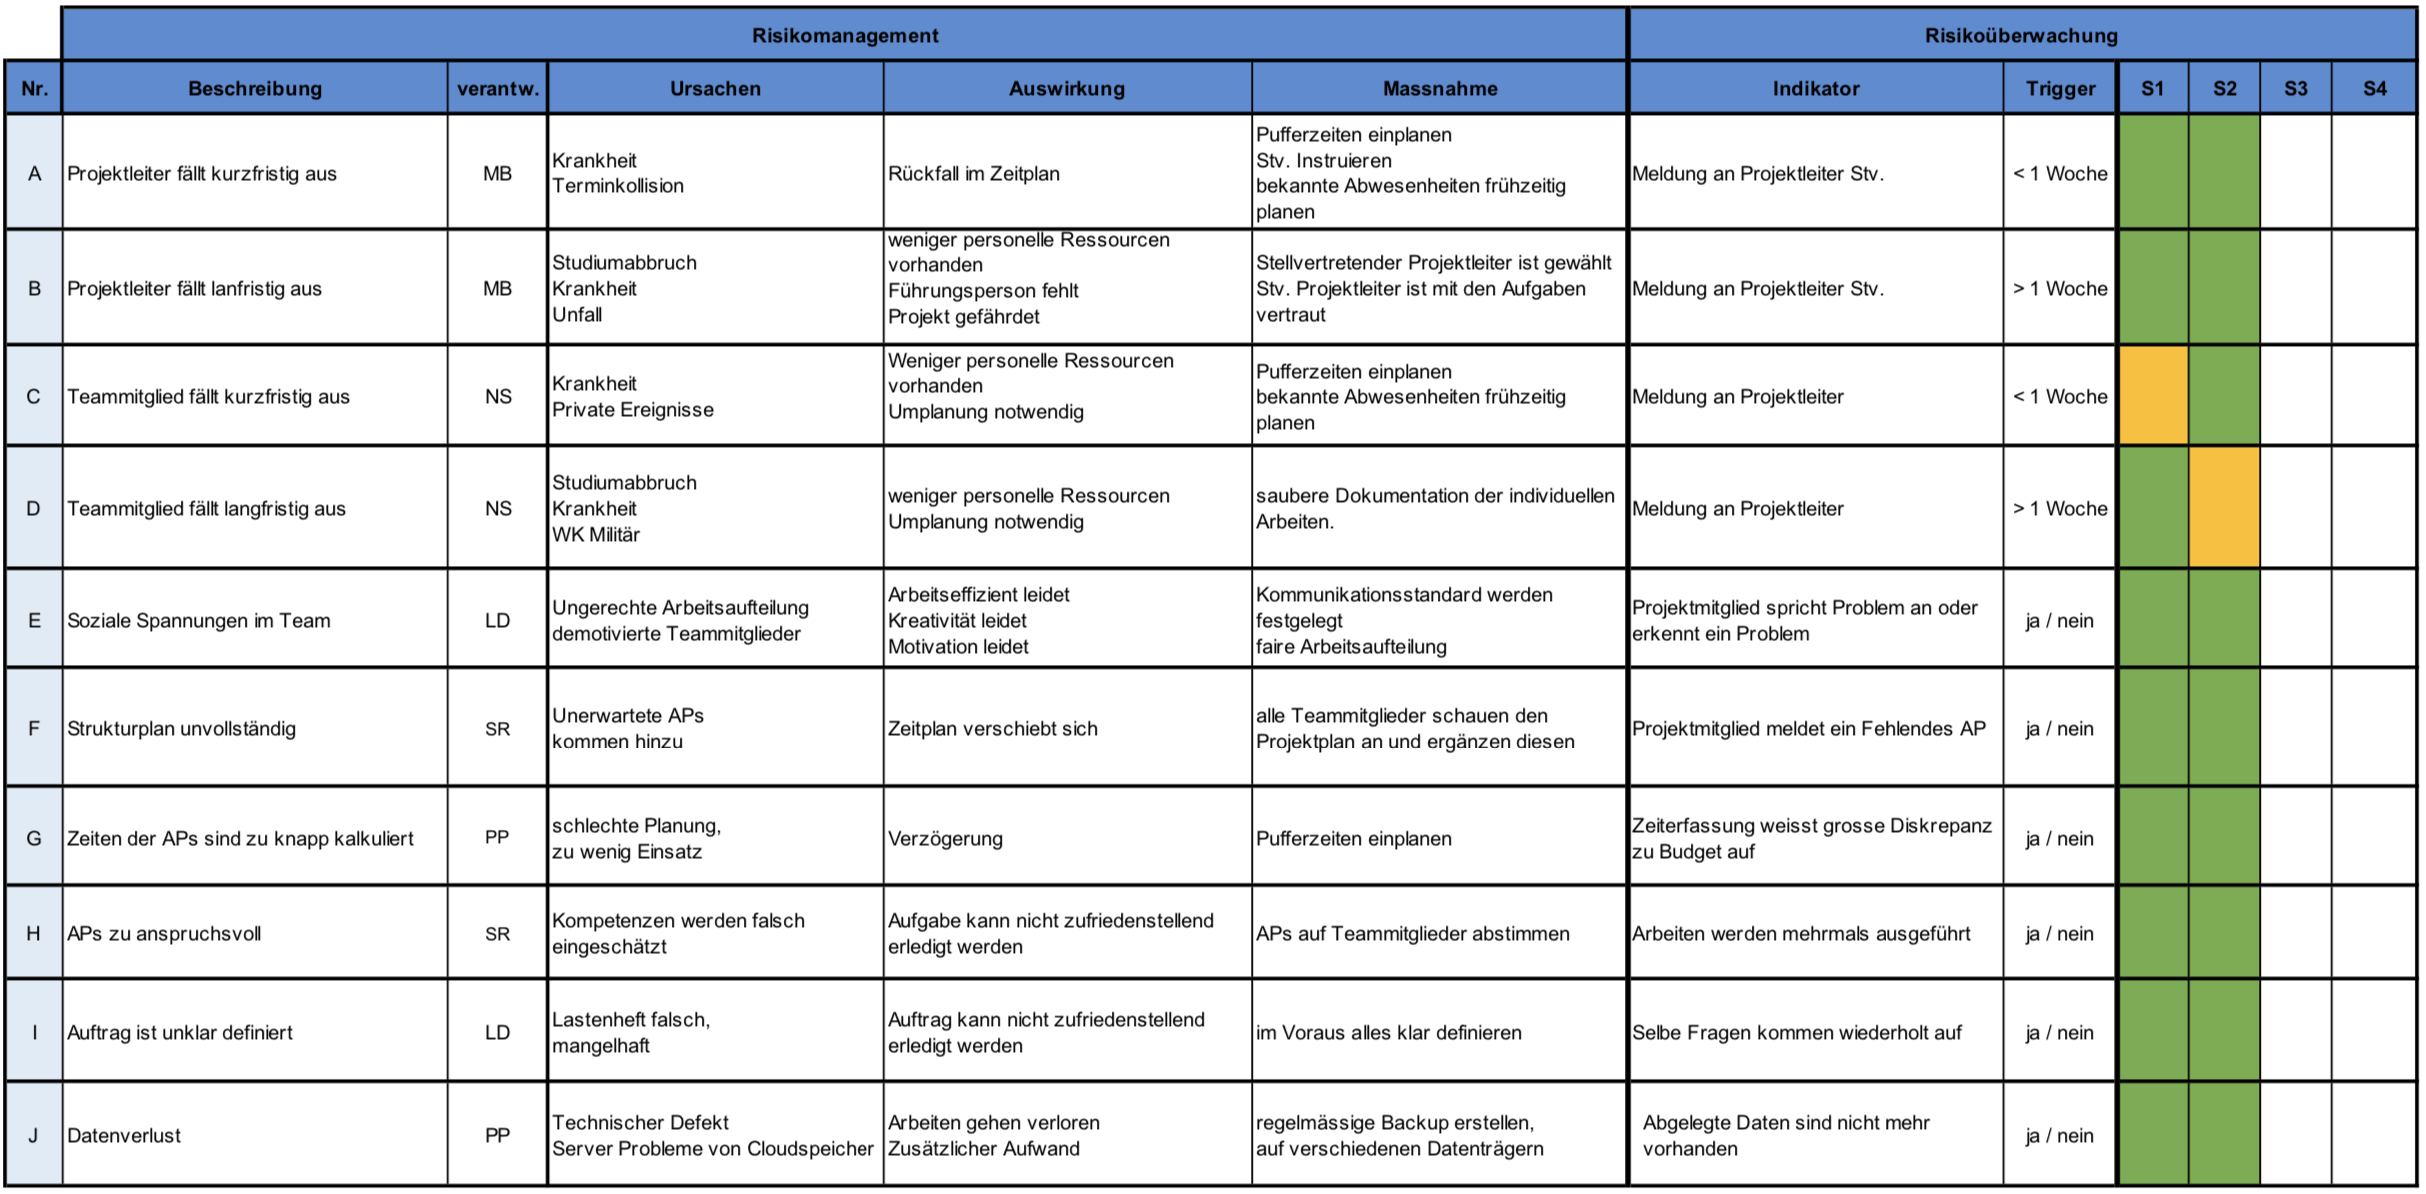 Risikomanagement
Risikoüberwachung
Nr.
Beschreibung
verantw.
Ursachen
Auswirkung
Massnahme
Indikator
Trigger
S1
S2
S3
S4
A
Projektleiter fällt kurzfristig aus
MB
Krankheit
Terminkollision
Rückfall im Zeitplan
Pufferzeiten einplanen
Stv. Instruieren
bekannte Abwesenheiten frühzeitig
planen
Meldung an Projektleiter Stv.
< 1 Woche
B
Projektleiter fällt lanfristig aus
MB
Studiumabbruch
Krankheit
Unfall
weniger personelle Ressourcen
vorhanden
Führungsperson fehlt
Projekt gefährdet
Stellvertretender Projektleiter ist gewählt
Stv. Projektleiter ist mit den Aufgaben
vertraut
Meldung an Projektleiter Stv.
> 1 Woche
C
Teammitglied fällt kurzfristig aus
NS
Krankheit
Private Ereignisse
Weniger personelle Ressourcen
vorhanden
Umplanung notwendig
Pufferzeiten einplanen
bekannte Abwesenheiten frühzeitig
planen
Meldung an Projektleiter
< 1 Woche
D
Teammitglied fällt langfristig aus
NS
Studiumabbruch
Krankheit
WK Militär
weniger personelle Ressourcen
Umplanung notwendig
saubere Dokumentation der individuellen
Arbeiten.
Meldung an Projektleiter
> 1 Woche
E
Soziale Spannungen im Team
LD
Ungerechte Arbeitsaufteilung
demotivierte Teammitglieder
Arbeitseffizient leidet
Kreativität leidet
Motivation leidet
Kommunikationsstandard werden
festgelegt
faire Arbeitsaufteilung
Projektmitglied spricht Problem an oder
erkennt ein Problem
ja / nein
F
Strukturplan unvollständig
SR
Unerwartete APs
kommen hinzu
Zeitplan verschiebt sich
alle Teammitglieder schauen den
Projektplan an und ergänzen diesen
Projektmitglied meldet ein Fehlendes AP
ja / nein
G
Zeiten der APs sind zu knapp kalkuliert
PP
schlechte Planung,
zu wenig Einsatz
Verzögerung
Pufferzeiten einplanen
Zeiterfassung weisst grosse Diskrepanz
zu Budget auf
ja / nein
H
APs zu anspruchsvoll
SR
Kompetenzen werden falsch
eingeschätzt
Aufgabe kann nicht zufriedenstellend
erledigt werden
APs auf Teammitglieder abstimmen
Arbeiten werden mehrmals ausgeführt
ja / nein
I
Auftrag ist unklar definiert
LD
Lastenheft falsch,
mangelhaft
Auftrag kann nicht zufriedenstellend
erledigt werden
im Voraus alles klar definieren
Selbe Fragen kommen wiederholt auf
ja / nein
J
Datenverlust
PP
Technischer Defekt
Server Probleme von Cloudspeicher
Arbeiten gehen verloren
Zusätzlicher Aufwand
regelmässige Backup erstellen,
auf verschiedenen Datenträgern
Abgelegte Daten sind nicht mehr
vorhanden
ja / nein